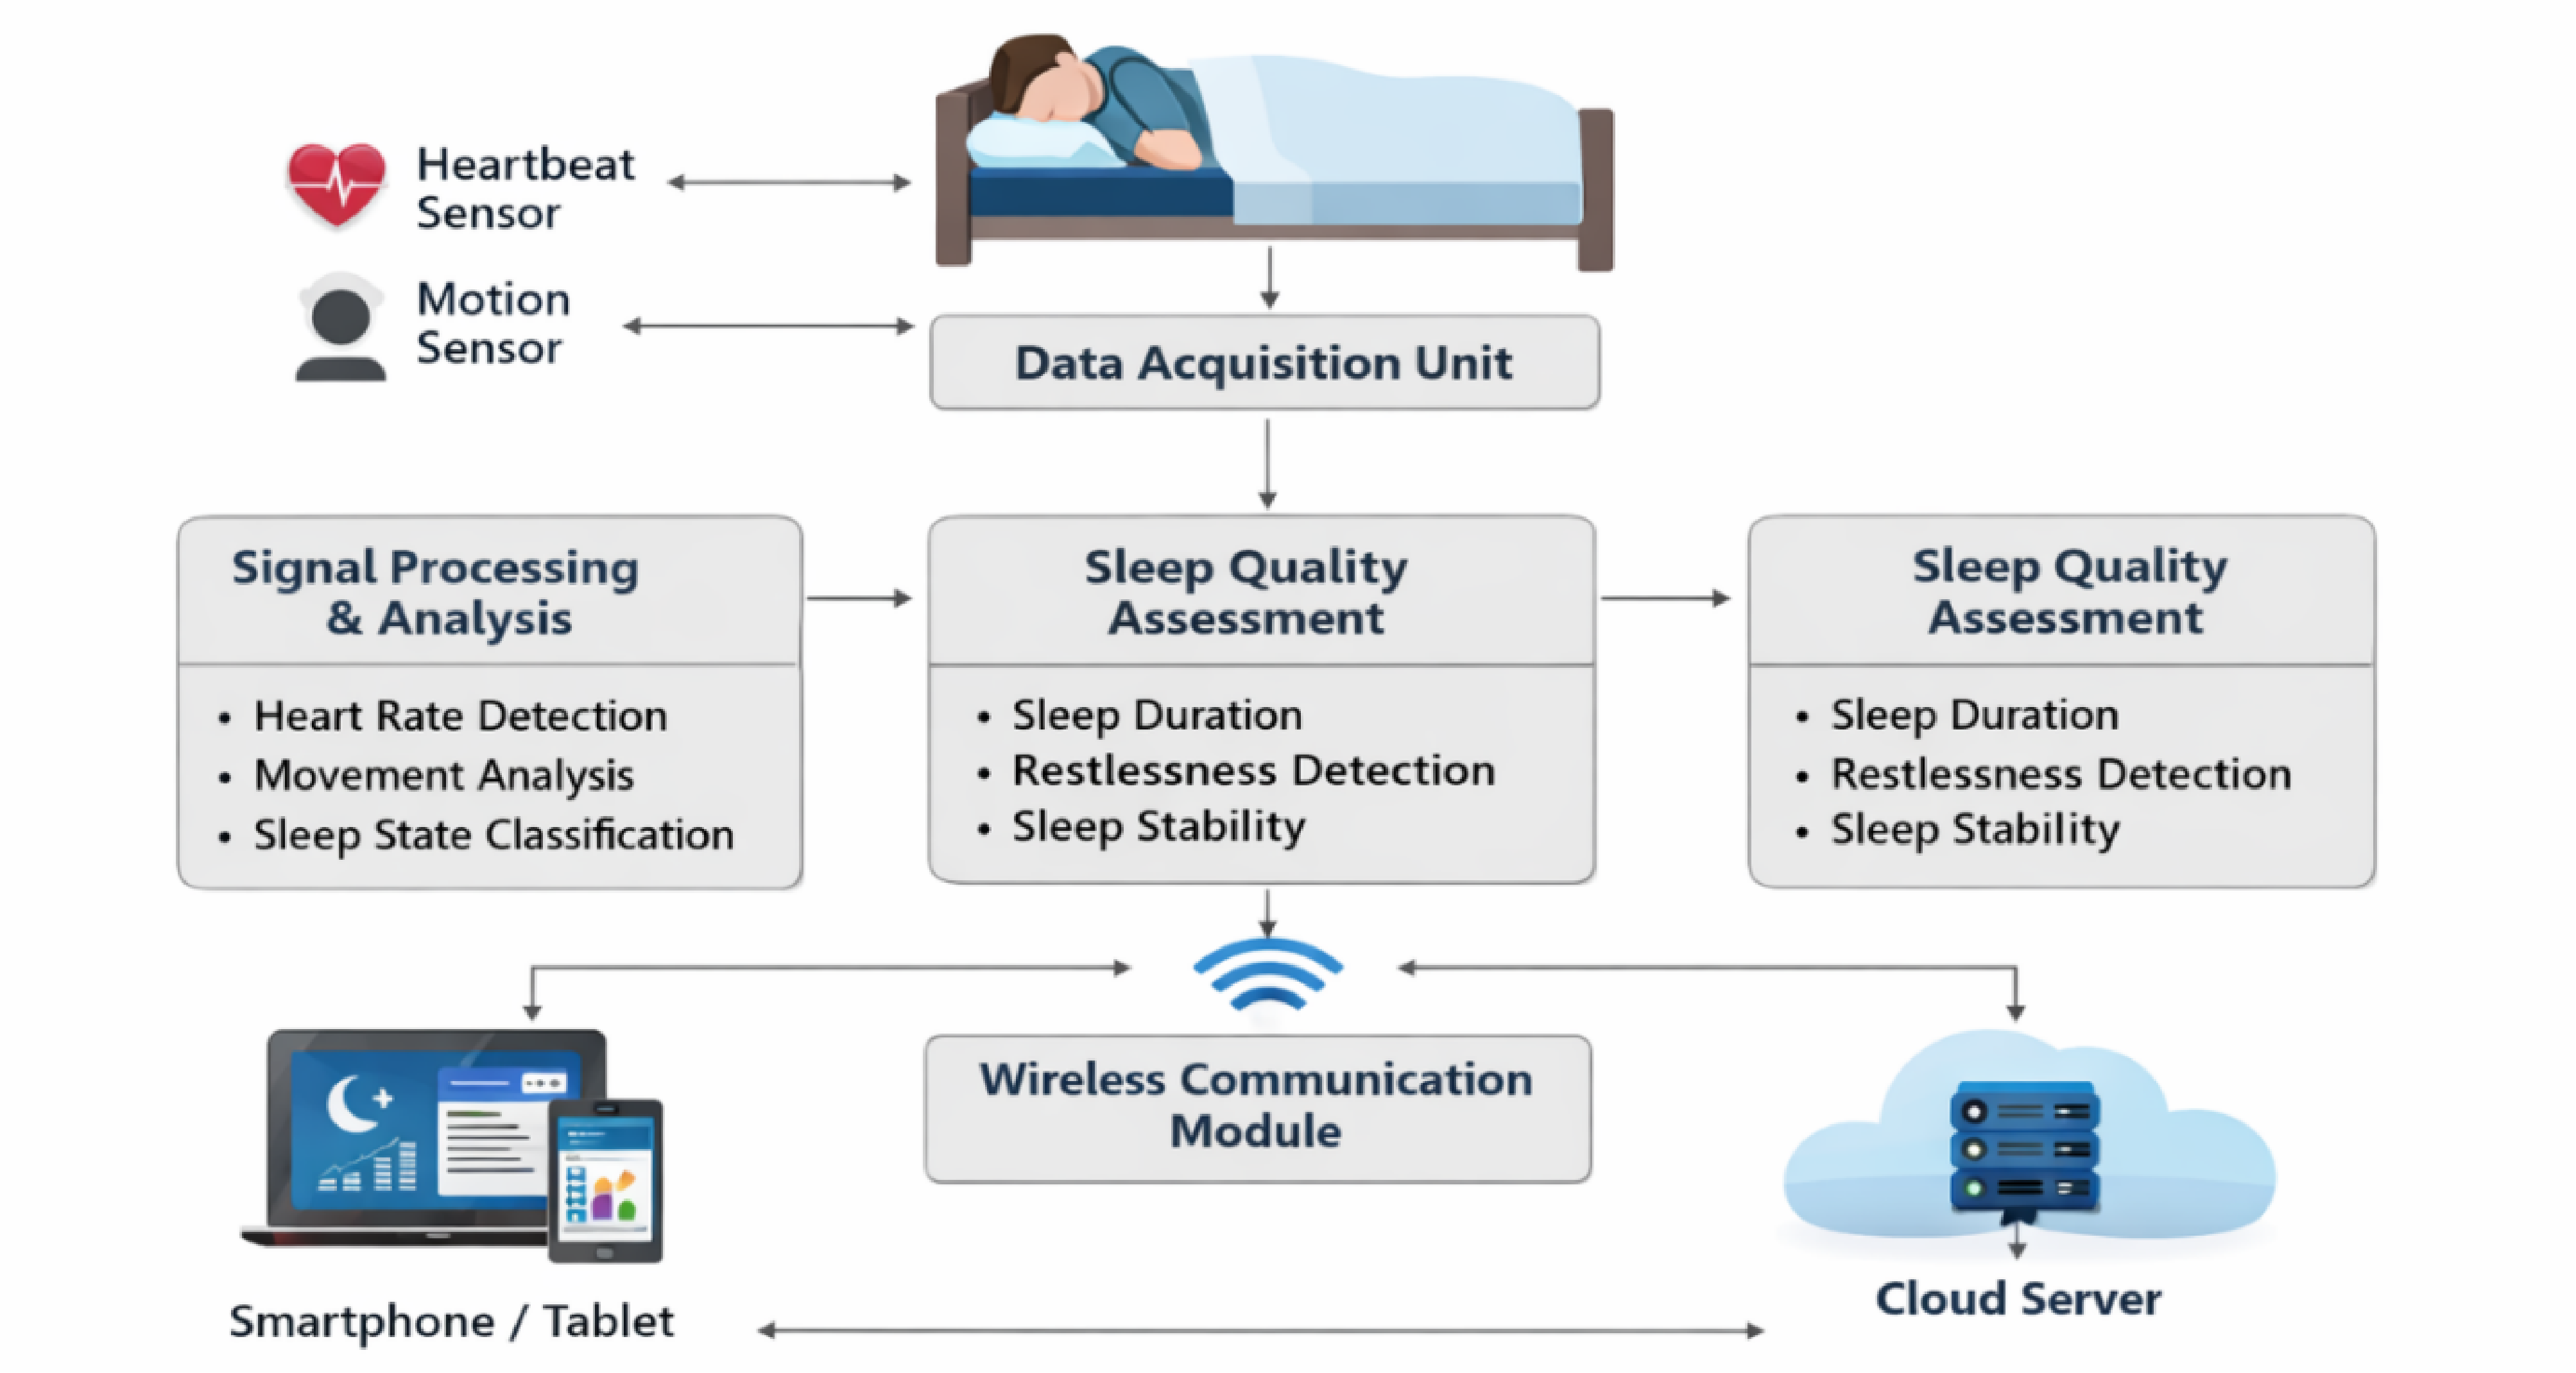 Heartbeat
Sensor
Motion
Sensor
Data Acquisition Unit
Signal Processing
& Analysis
• Heart Rate Detection
• Movement Analysis
• Sleep State Classification
Sleep Quality
Assessment
• Sleep Duration
• Restlessness Detection
• Sleep Stability
Sleep Quality
Assessment
• Sleep Duration
• Restlessness Detection
• Sleep Stability
Wireless Communication
Module
Smartphone / Tablet
Cloud Server